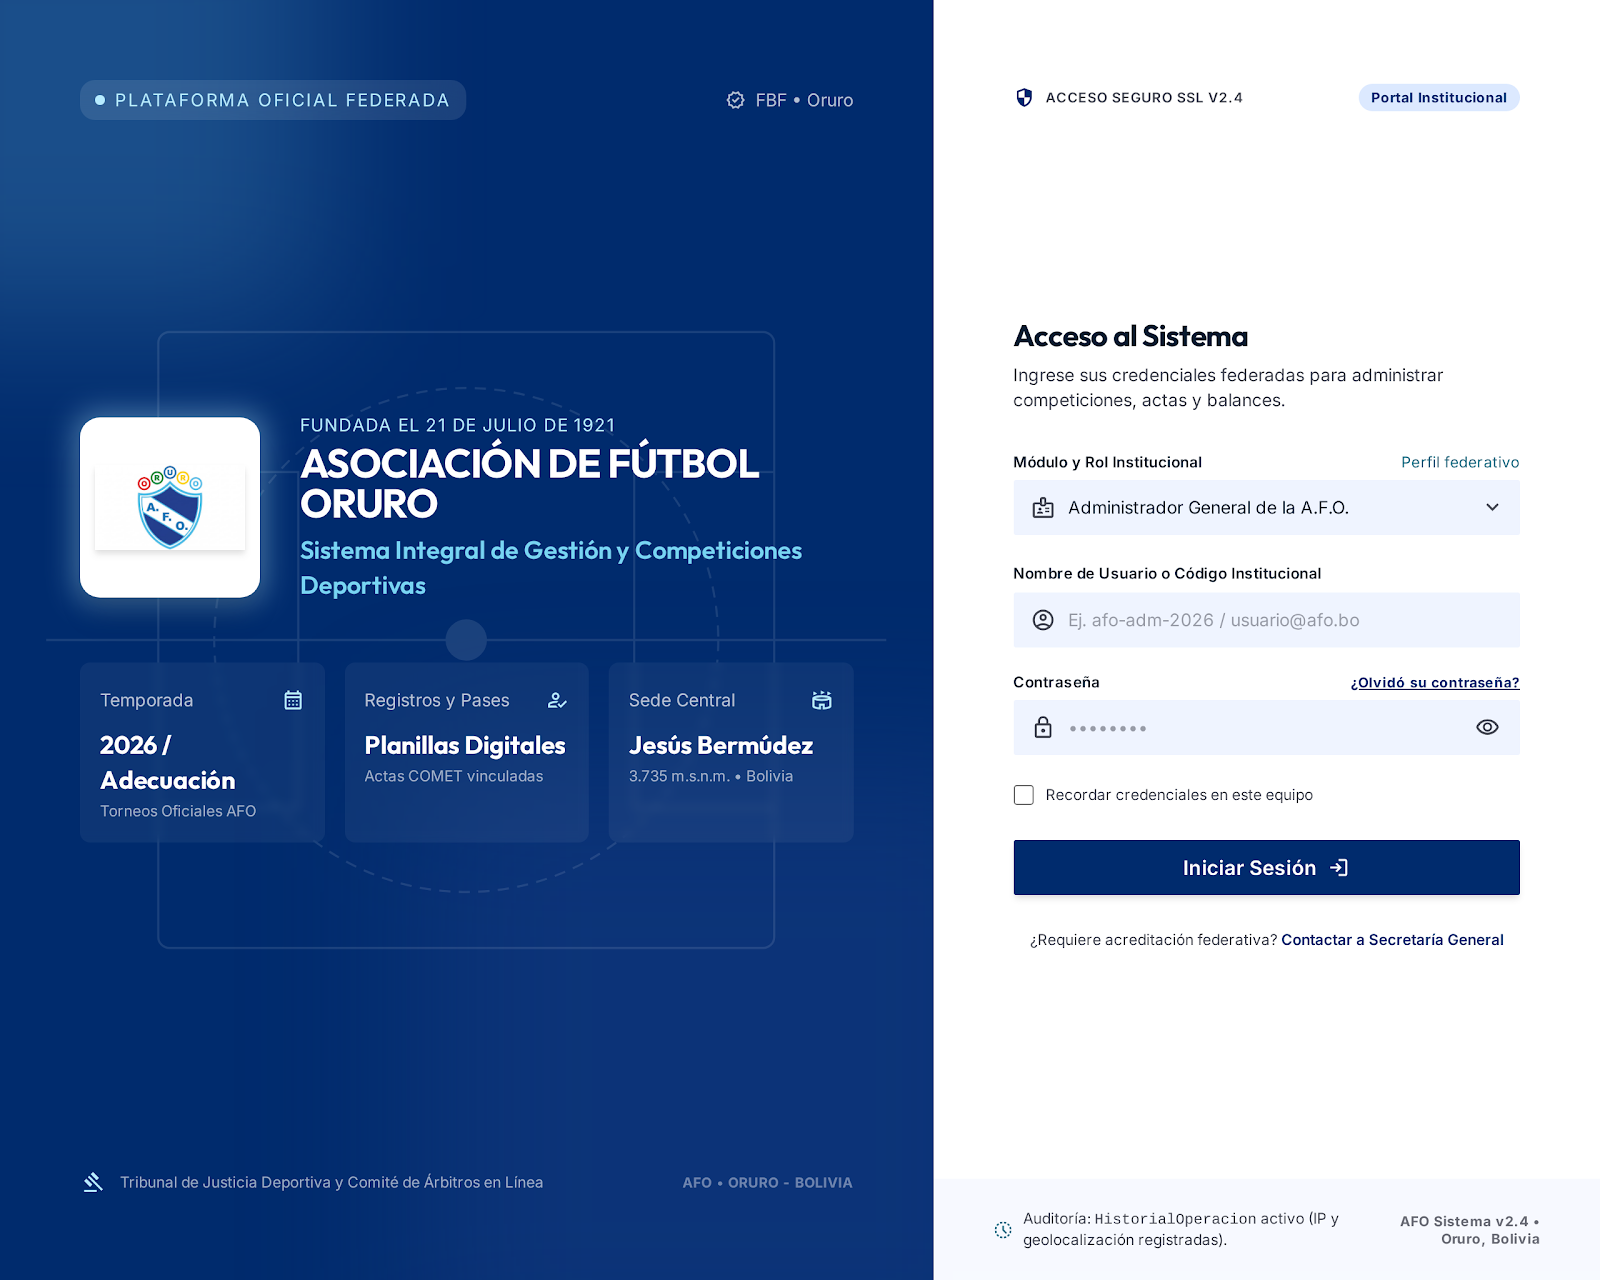 PLATAFORMA OFICIAL FEDERADA
FBF • Oruro
ORURO
A. F. O.
FUNDADA EL 21 DE JULIO DE 1921
ASOCIACIÓN DE FÚTBOL
ORURO
Sistema Integral de Gestión y Competiciones
Deportivas
Temporada
2026 /
Adecuación
Torneos Oficiales AFO
Registros y Pases
Planillas Digitales
Actas COMET vinculadas
Sede Central
Jesús Bermúdez
3.735 m.s.n.m. • Bolivia
Tribunal de Justicia Deportiva y Comité de Árbitros en Línea
AFO • ORURO - BOLIVIA
ACCESO SEGURO SSL V2.4
Portal Institucional
Acceso al Sistema
Ingrese sus credenciales federadas para administrar
competiciones, actas y balances.
Módulo y Rol Institucional
Perfil federativo
Administrador General de la A.F.O.
Nombre de Usuario o Código Institucional
Ej. afo-adm-2026 / usuario@afo.bo
Contraseña
¿Olvidó su contraseña?
••••••••
Recordar credenciales en este equipo
Iniciar Sesión
¿Requiere acreditación federativa? Contactar a Secretaría General
Auditoría: HistorialOperacion activo (IP y
geolocalización registradas).
AFO Sistema v2.4 •
Oruro, Bolivia